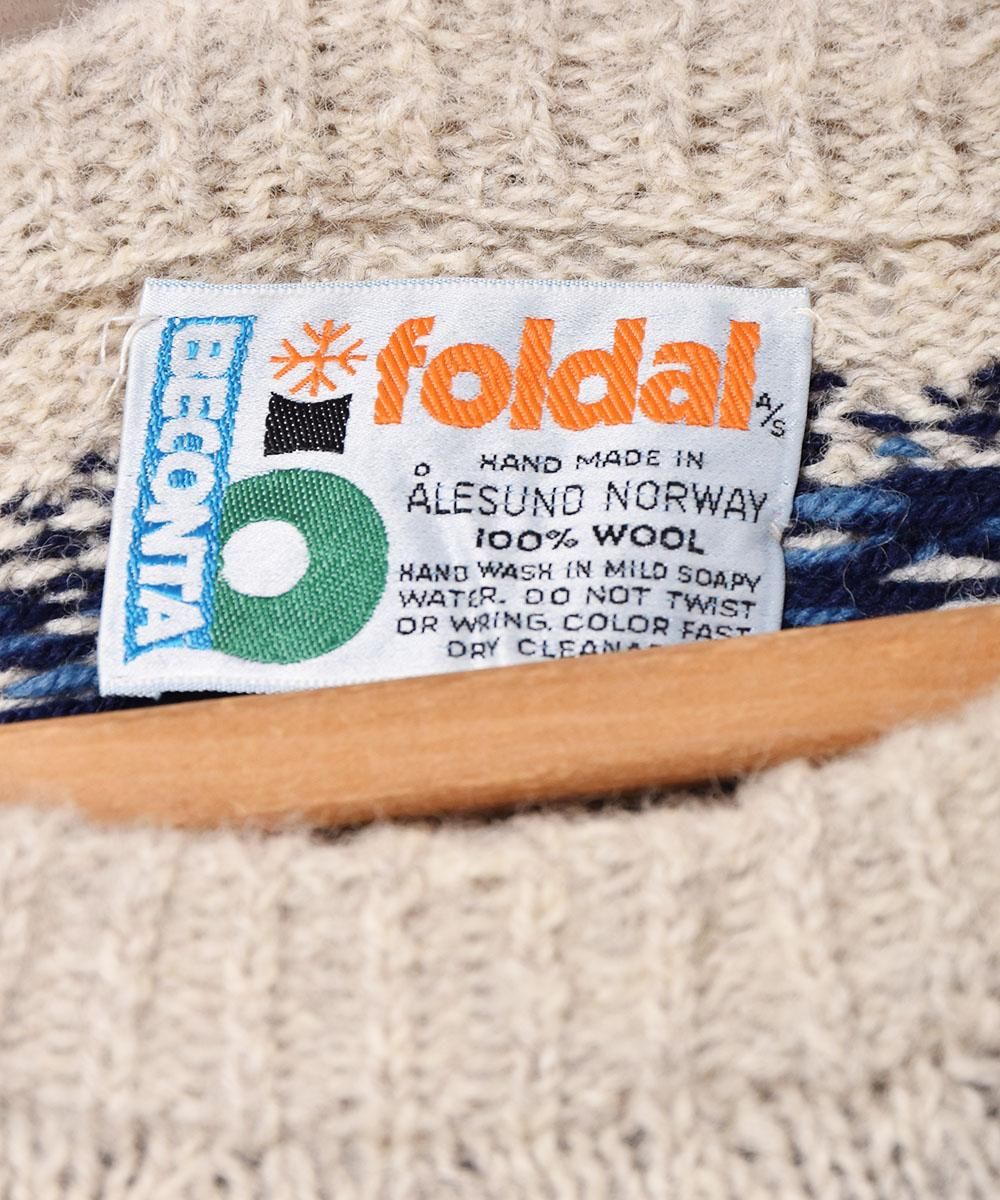 BECONTA
foldal A/S
HAND MADE IN
ÅLESUND NORWAY
100% WOOL
HAND WASH IN MILD SOAPY
WATER. DO NOT TWIST
OR WRING. COLOR FAST
DRY